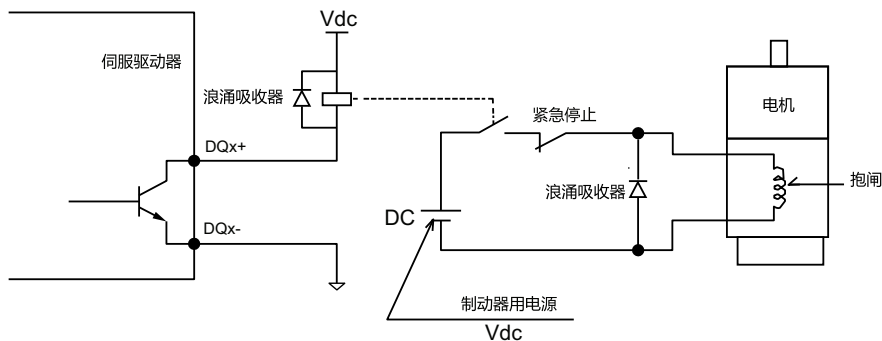 Vdc
伺服驱动器
浪涌吸收器
DQx+
DQx-
紧急停止
浪涌吸收器
DC
制动器用电源
Vdc
电机
抱闸